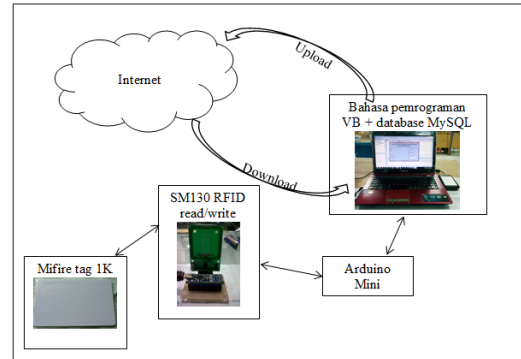 Upload
Internet
Bahasa pemrograman
VB + database MySQL
Download
SM130 RFID
read/write
Mifire tag 1K
Arduino
Mini